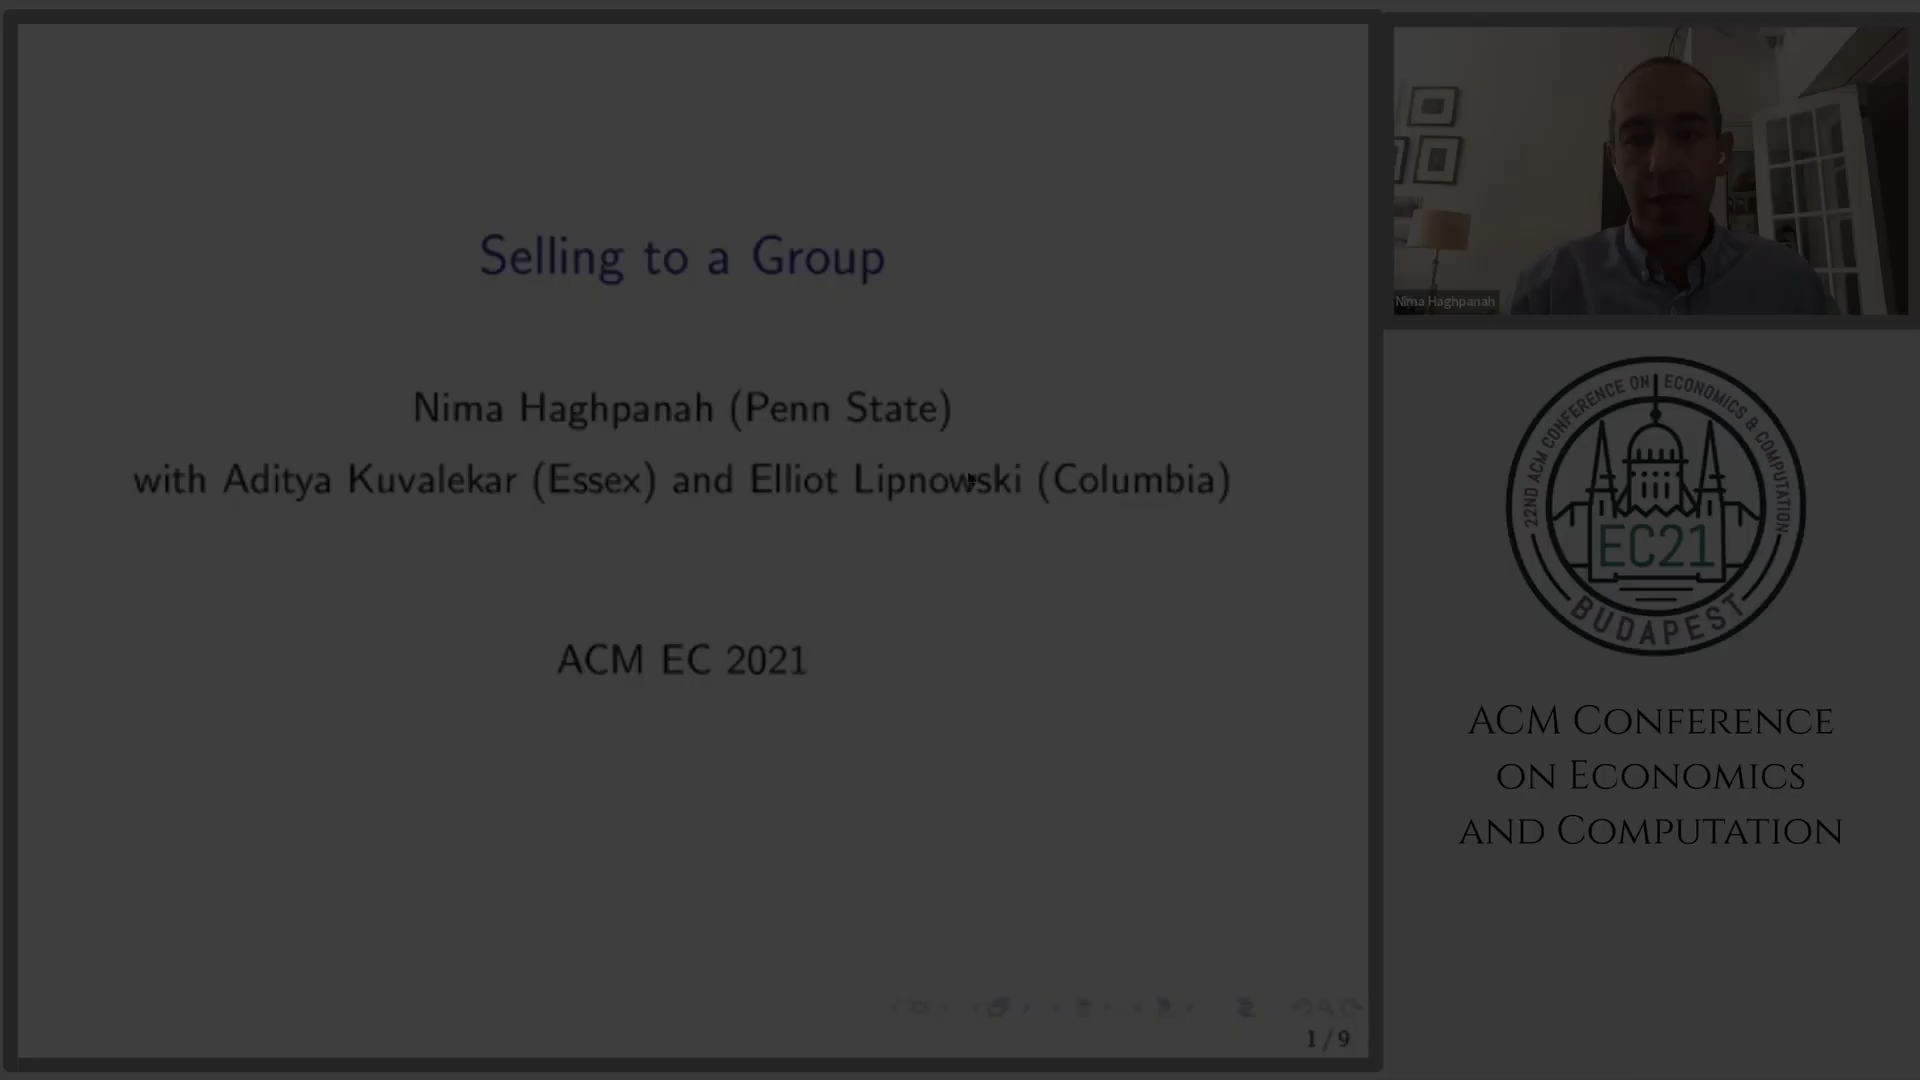 Selling to a Group
Nima Haghpanah (Penn State)
with Aditya Kuvalekar (Essex) and Elliot Lipnowski (Columbia)
ACM EC 2021
1 / 9
Nima Haghpanah
22ND ACM CONFERENCE ON ECONOMICS & COMPUTATION
EC21
BUDAPEST
ACM CONFERENCE
ON ECONOMICS
AND COMPUTATION